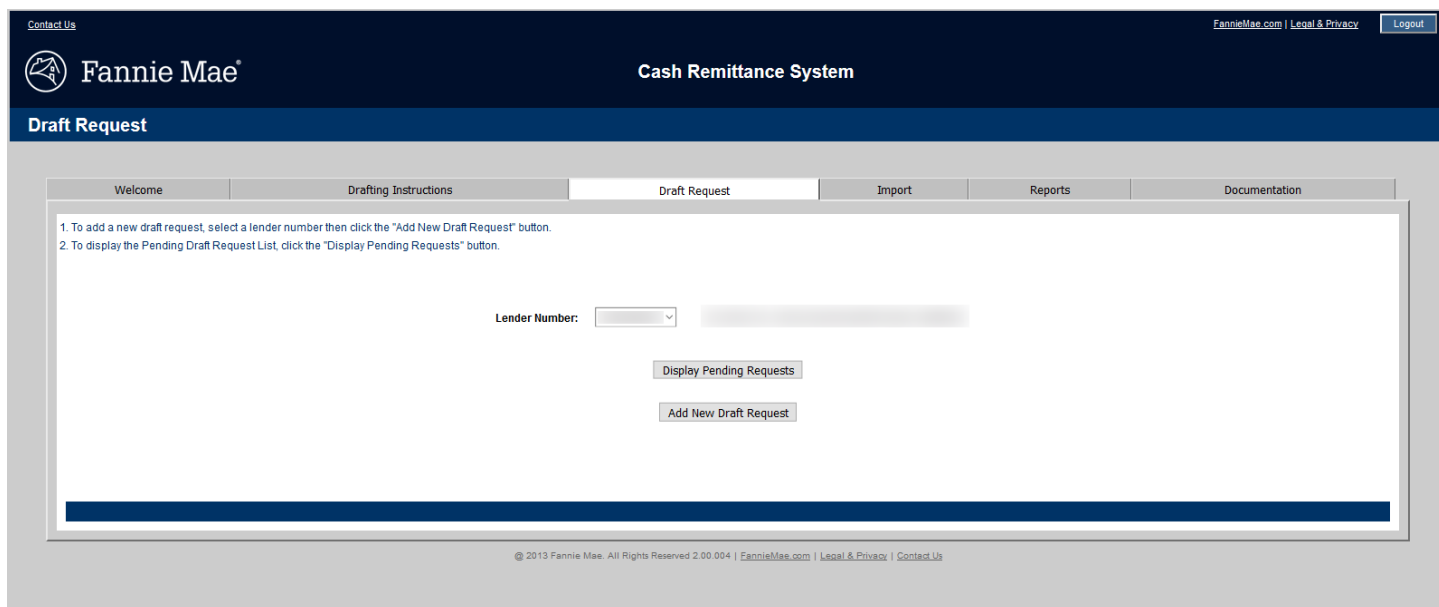 Contact Us
FannieMae.com | Legal & Privacy
Logout
Fannie Mae®
Cash Remittance System
Draft Request
Welcome
Drafting Instructions
Draft Request
Import
Reports
Documentation
1. To add a new draft request, select a lender number then click the "Add New Draft Request" button.
2. To display the Pending Draft Request List, click the "Display Pending Requests" button.
Lender Number:
Display Pending Requests
Add New Draft Request
@ 2013 Fannie Mae. All Rights Reserved 2.00.004 | FannieMae.com | Legal & Privacy | Contact Us